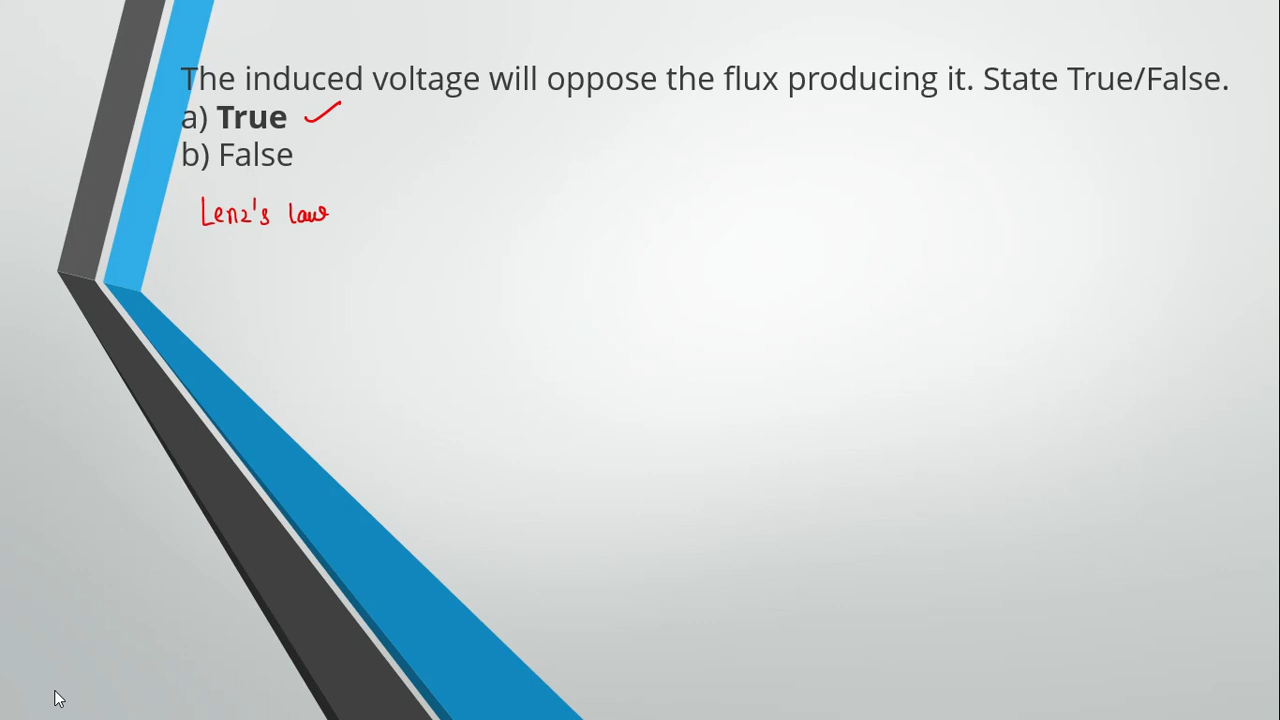 The induced voltage will oppose the flux producing it. State True/False.
a) True
b) False
Lenz's law